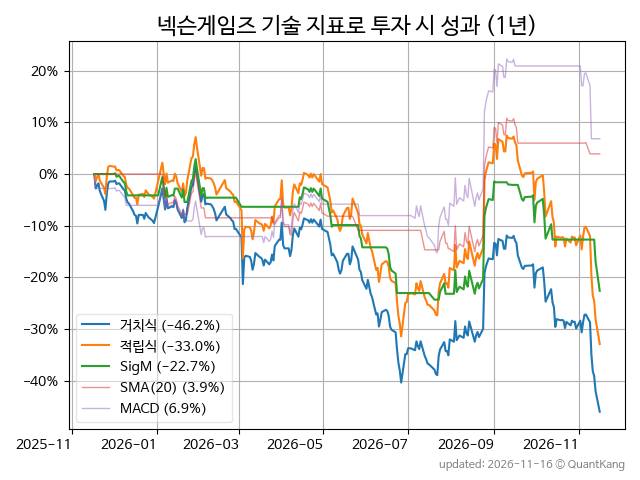 넥슨게임즈 기술 지표로 투자 시 성과 (1년)
20%
10%
0%
−10%
−20%
−30%
−40%
거치식 (−46.2%)
적립식 (−33.0%)
SigM (−22.7%)
SMA(20) (3.9%)
MACD (6.9%)
2025-11 2026-01 2026-03 2026-05 2026-07 2026-09 2026-11
updated: 2026-11-16 © QuantKang